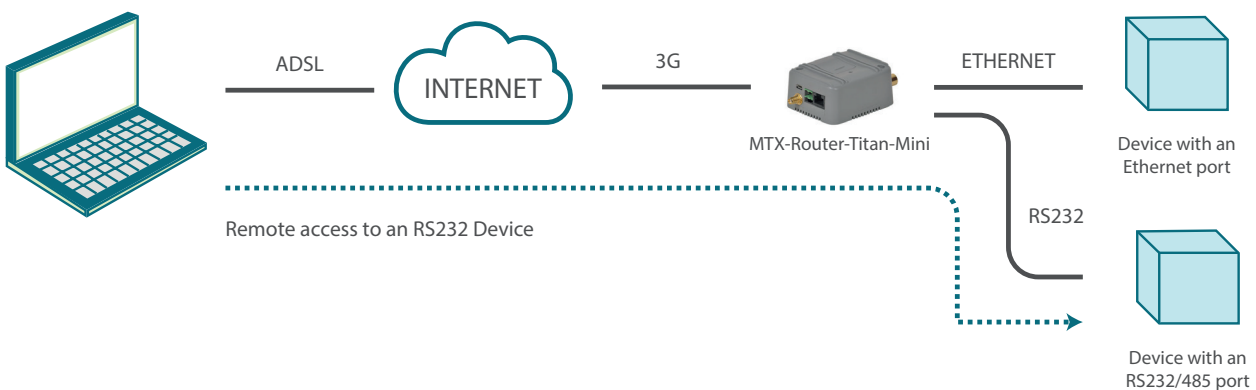 ADSL
INTERNET
3G
ETHERNET
MTX-Router-Titan-Mini
Device with an
Ethernet port
Remote access to an RS232 Device
RS232
Device with an
RS232/485 port